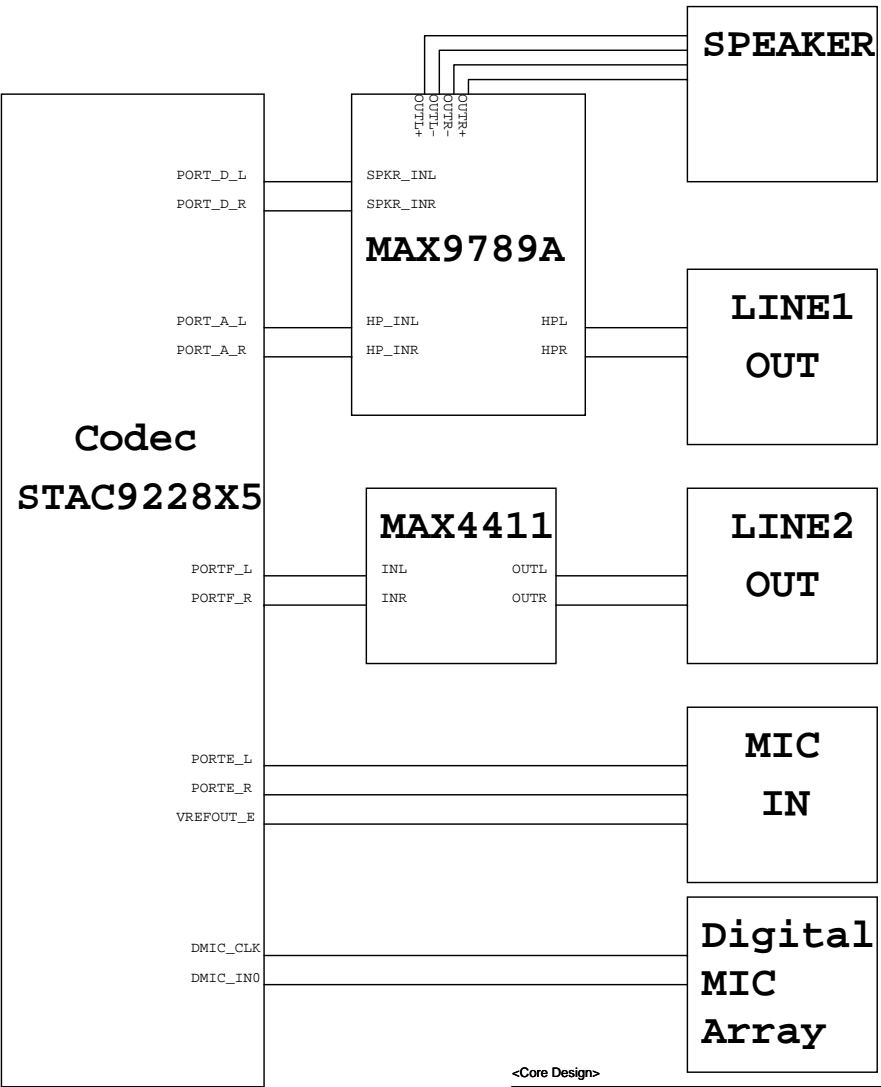 SPEAKER
OUTL+
OUTL-
OUTR-
OUTR+
PORT_D_L
SPKR_INL
PORT_D_R
SPKR_INR
MAX9789A
LINE1
OUT
PORT_A_L
HP_INL
HPL
PORT_A_R
HP_INR
HPR
Codec
STAC9228X5
MAX4411
LINE2
OUT
PORTF_L
INL
OUTL
PORTF_R
INR
OUTR
MIC
IN
PORTE_L
PORTE_R
VREFOUT_E
Digital
MIC
Array
DMIC_CLK
DMIC_IN0
<Core Design>